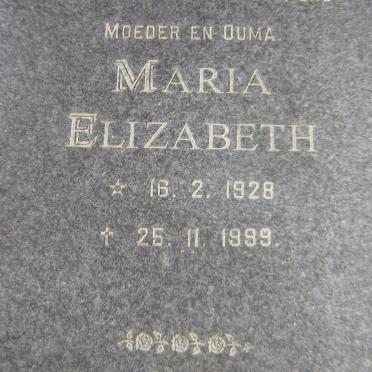 MOEDER EN OUMA.
MARIA
ELIZABETH
☆ 16. 2. 1928
✝ 25. 11. 1999.